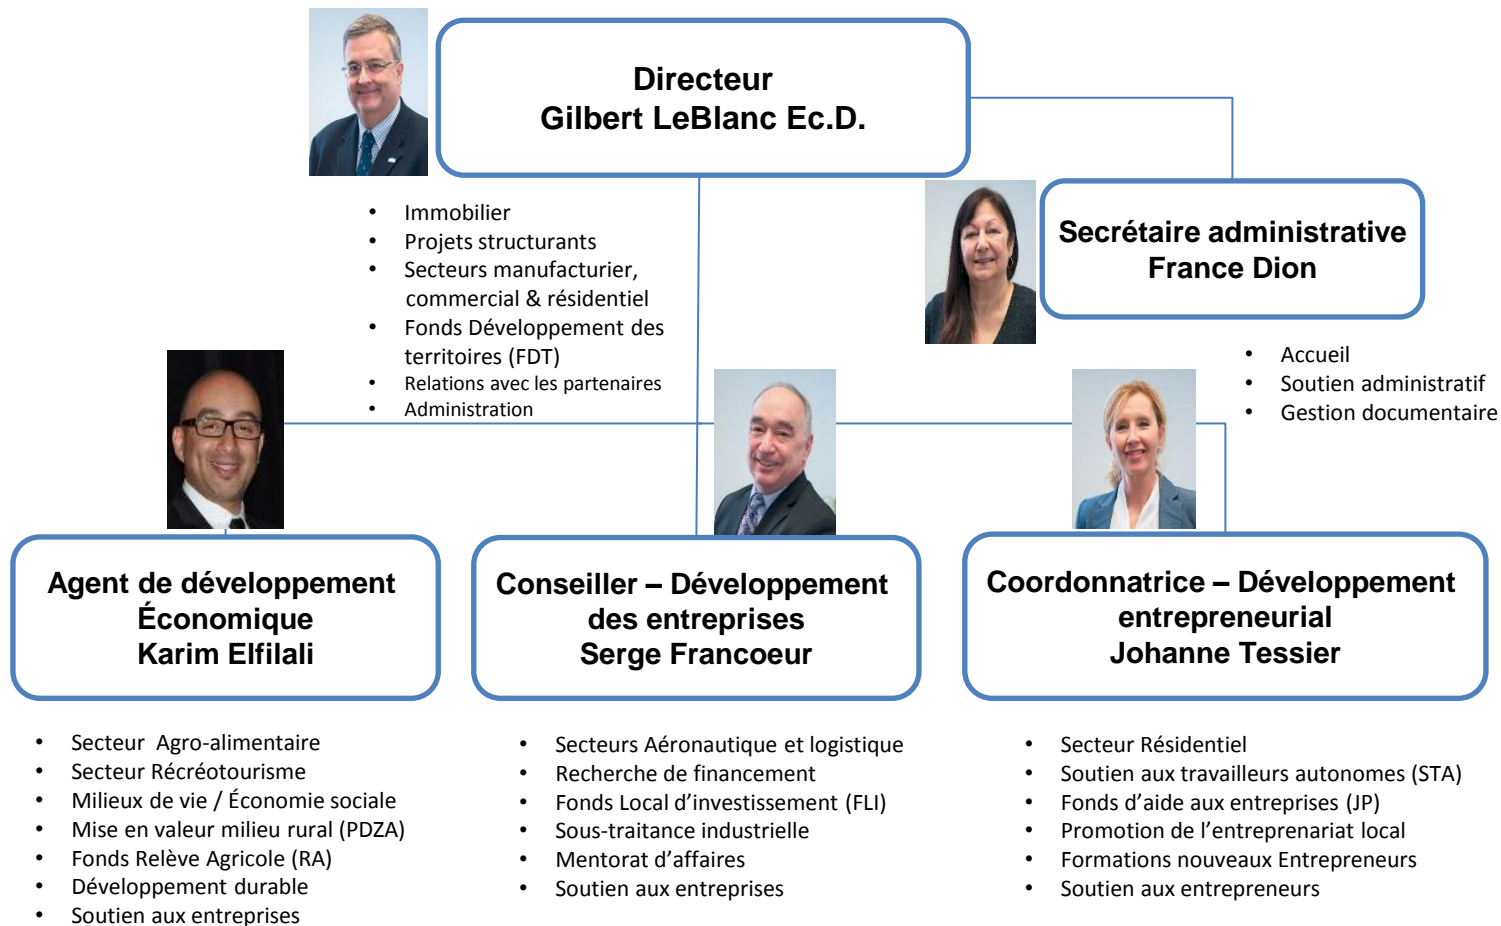 Directeur
Gilbert LeBlanc Ec.D.
• Immobilier
• Projets structurants
• Secteurs manufacturier,
commercial & résidentiel
• Fonds Développement des
territoires (FDT)
• Relations avec les partenaires
• Administration
Secrétaire administrative
France Dion
• Accueil
• Soutien administratif
• Gestion documentaire
Agent de développement
Économique
Karim Elfilali
• Secteur Agro-alimentaire
• Secteur Récréotourisme
• Milieux de vie / Économie sociale
• Mise en valeur milieu rural (PDZA)
• Fonds Relève Agricole (RA)
• Développement durable
• Soutien aux entreprises
Conseiller – Développement
des entreprises
Serge Francoeur
• Secteurs Aéronautique et logistique
• Recherche de financement
• Fonds Local d’investissement (FLI)
• Sous-traitance industrielle
• Mentorat d’affaires
• Soutien aux entreprises
Coordonnatrice – Développement
entrepreneurial
Johanne Tessier
• Secteur Résidentiel
• Soutien aux travailleurs autonomes (STA)
• Fonds d’aide aux entreprises (JP)
• Promotion de l’entreprenariat local
• Formations nouveaux Entrepreneurs
• Soutien aux entrepreneurs